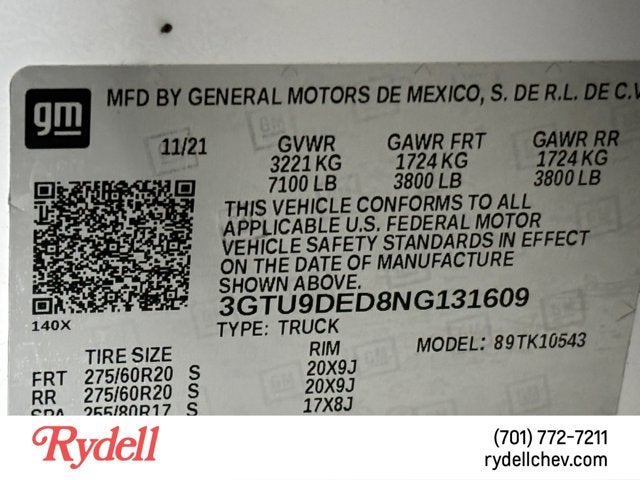 gm MFD BY GENERAL MOTORS DE MEXICO, S. DE R.L. DE C.V
11/21 GVWR GAWR FRT GAWR RR
3221 KG 1724 KG 1724 KG
7100 LB 3800 LB 3800 LB
THIS VEHICLE CONFORMS TO ALL
APPLICABLE U.S. FEDERAL MOTOR
VEHICLE SAFETY STANDARDS IN EFFECT
ON THE DATE OF MANUFACTURE
SHOWN ABOVE.
3GTU9DED8NG131609
140X
TYPE: TRUCK MODEL: 89TK10543
TIRE SIZE RIM
FRT 275/60R20 S 20X9J
RR 275/60R20 S 20X9J
SPA 255/80R17 S 17X8J
Rydell
(701) 772-7211
rydellchev.com